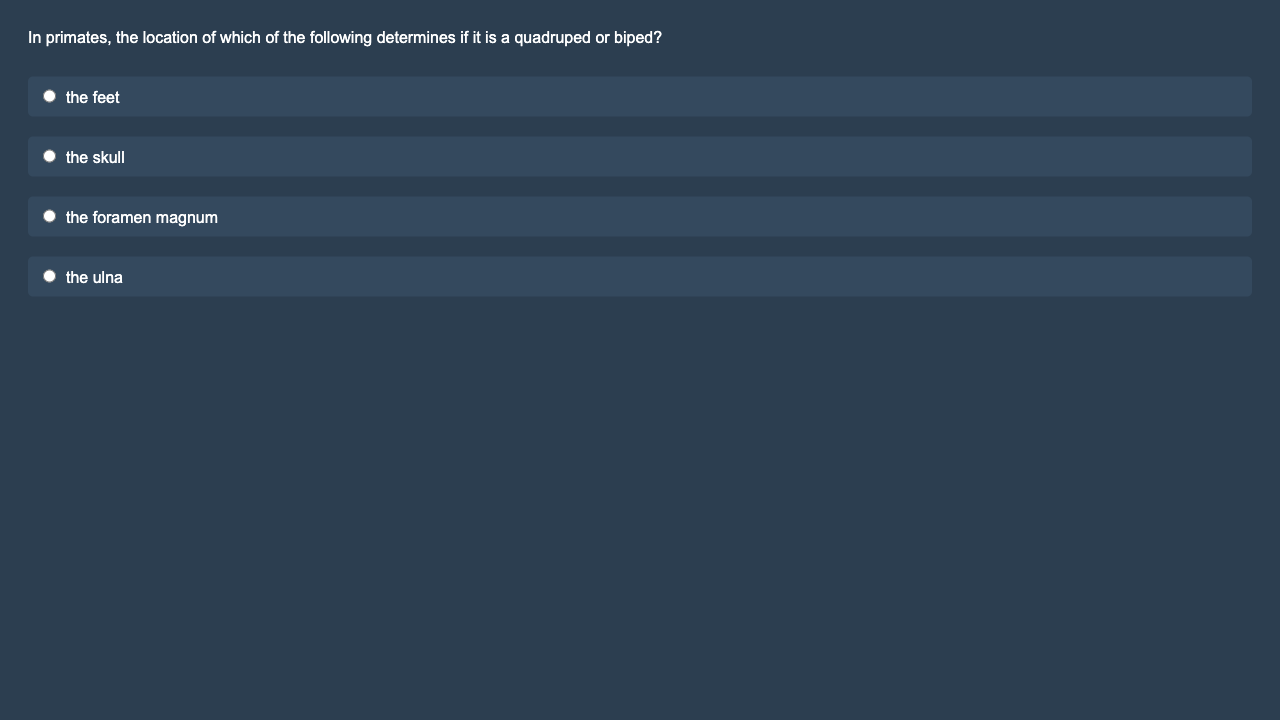 In primates, the location of which of the following determines if it is a quadruped or biped?
the feet
the skull
the foramen magnum
the ulna